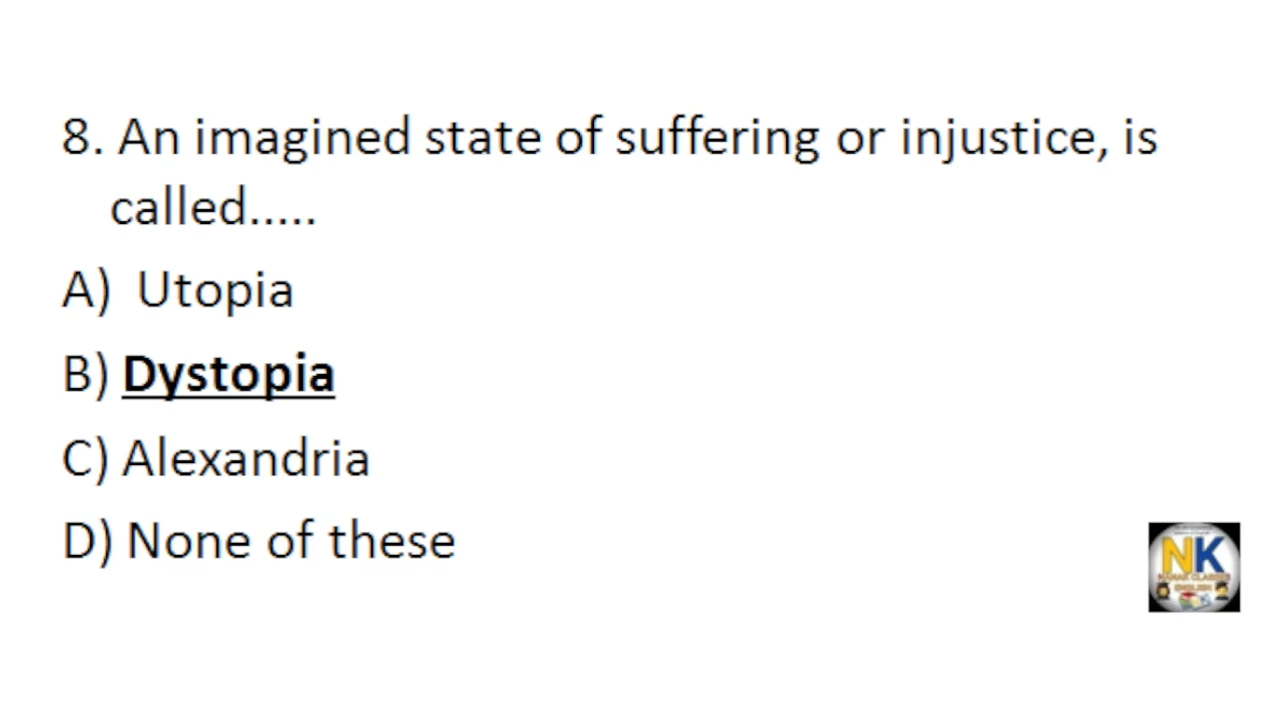 8. An imagined state of suffering or injustice, is
called.....
A) Utopia
B) Dystopia
C) Alexandria
D) None of these
NK